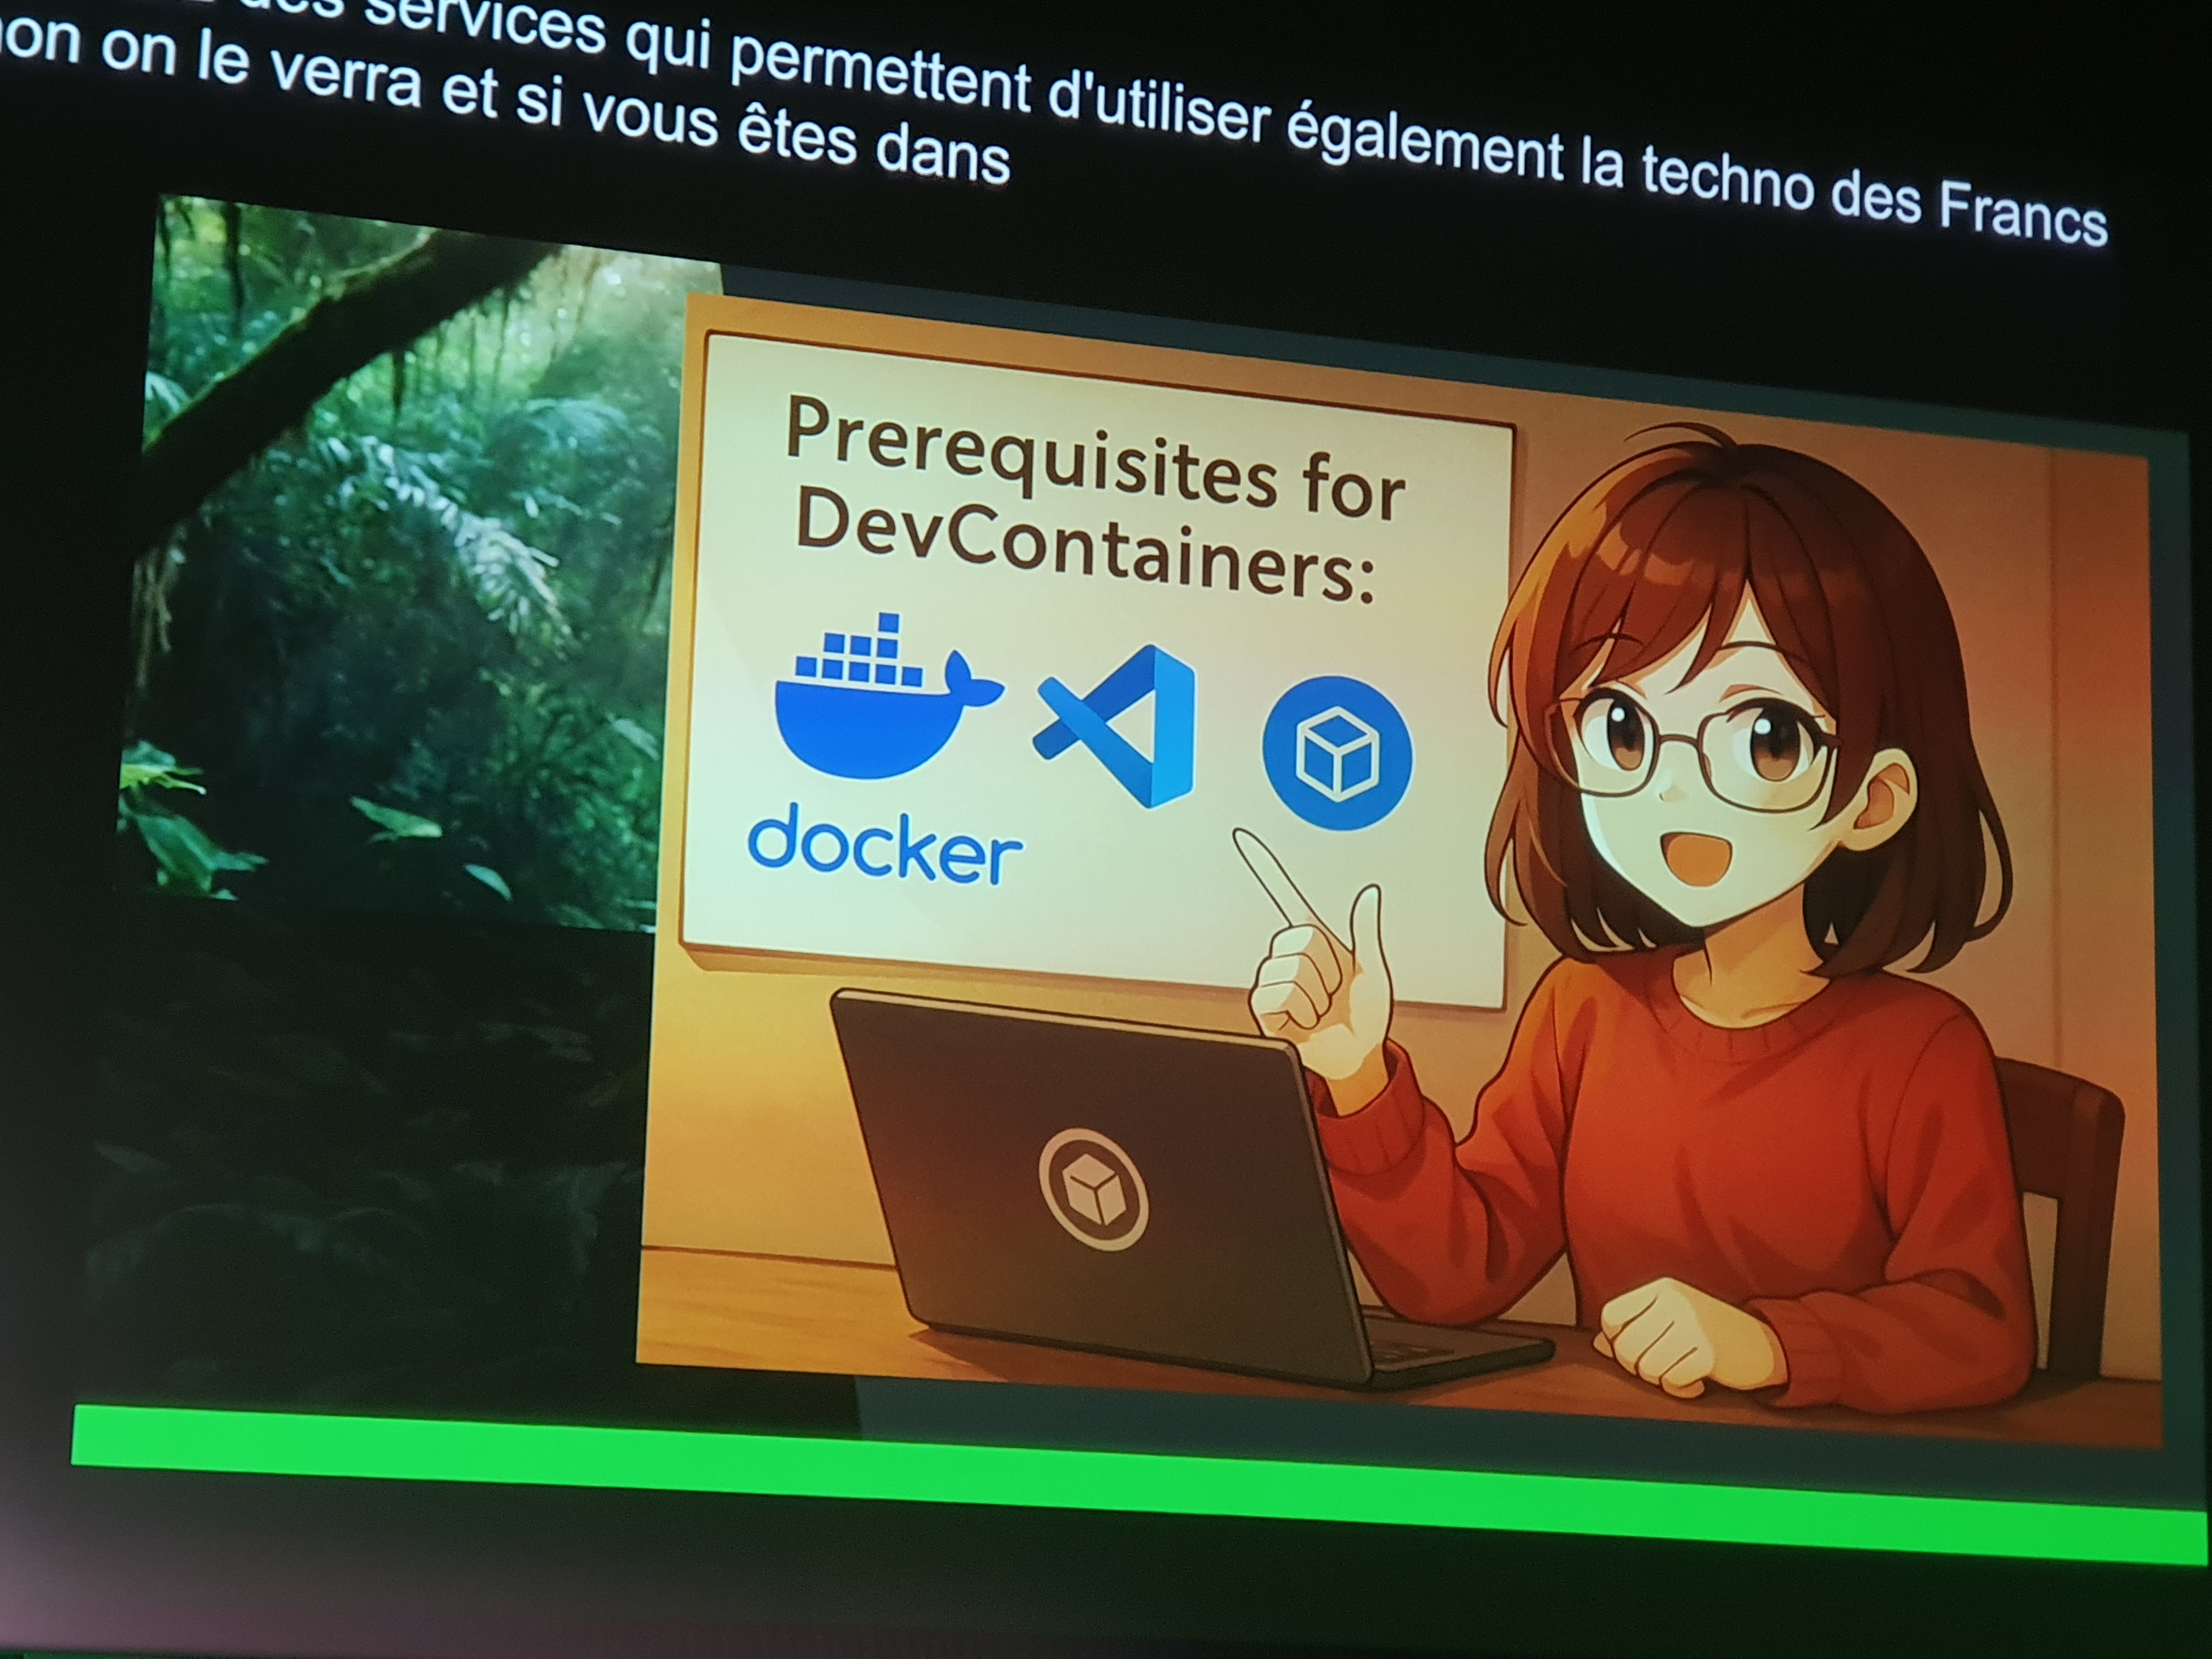 des services qui permettent d'utiliser également la techno des Francs
on le verra et si vous êtes dans
Prerequisites for
DevContainers:
docker